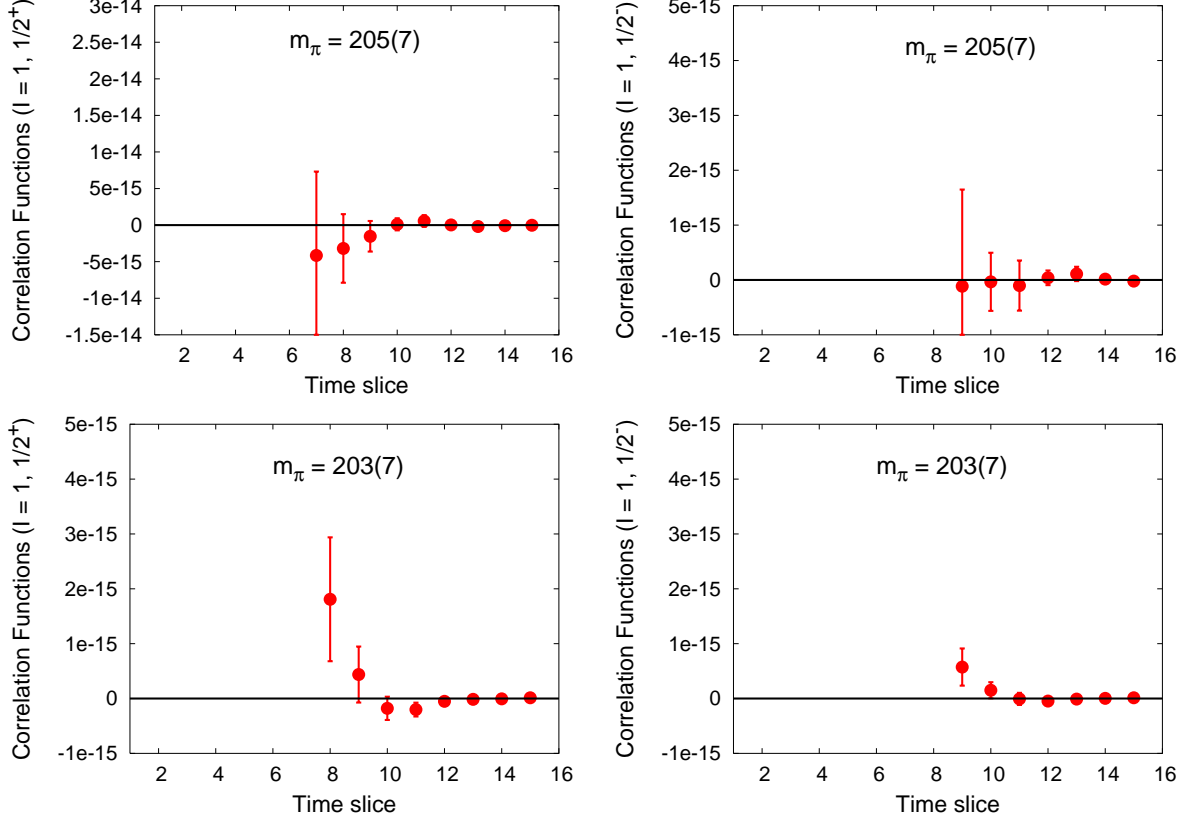 Correlation Functions (I = 1, 1/2⁺)
3e-14
2.5e-14
2e-14
1.5e-14
1e-14
5e-15
0
-5e-15
-1e-14
-1.5e-14
m_π = 205(7)
2 4 6 8 10 12 14 16
Time slice
Correlation Functions (I = 1, 1/2⁻)
5e-15
4e-15
3e-15
2e-15
1e-15
0
-1e-15
m_π = 205(7)
2 4 6 8 10 12 14 16
Time slice
Correlation Functions (I = 1, 1/2⁺)
5e-15
4e-15
3e-15
2e-15
1e-15
0
-1e-15
m_π = 203(7)
2 4 6 8 10 12 14 16
Time slice
Correlation Functions (I = 1, 1/2⁻)
5e-15
4e-15
3e-15
2e-15
1e-15
0
-1e-15
m_π = 203(7)
2 4 6 8 10 12 14 16
Time slice